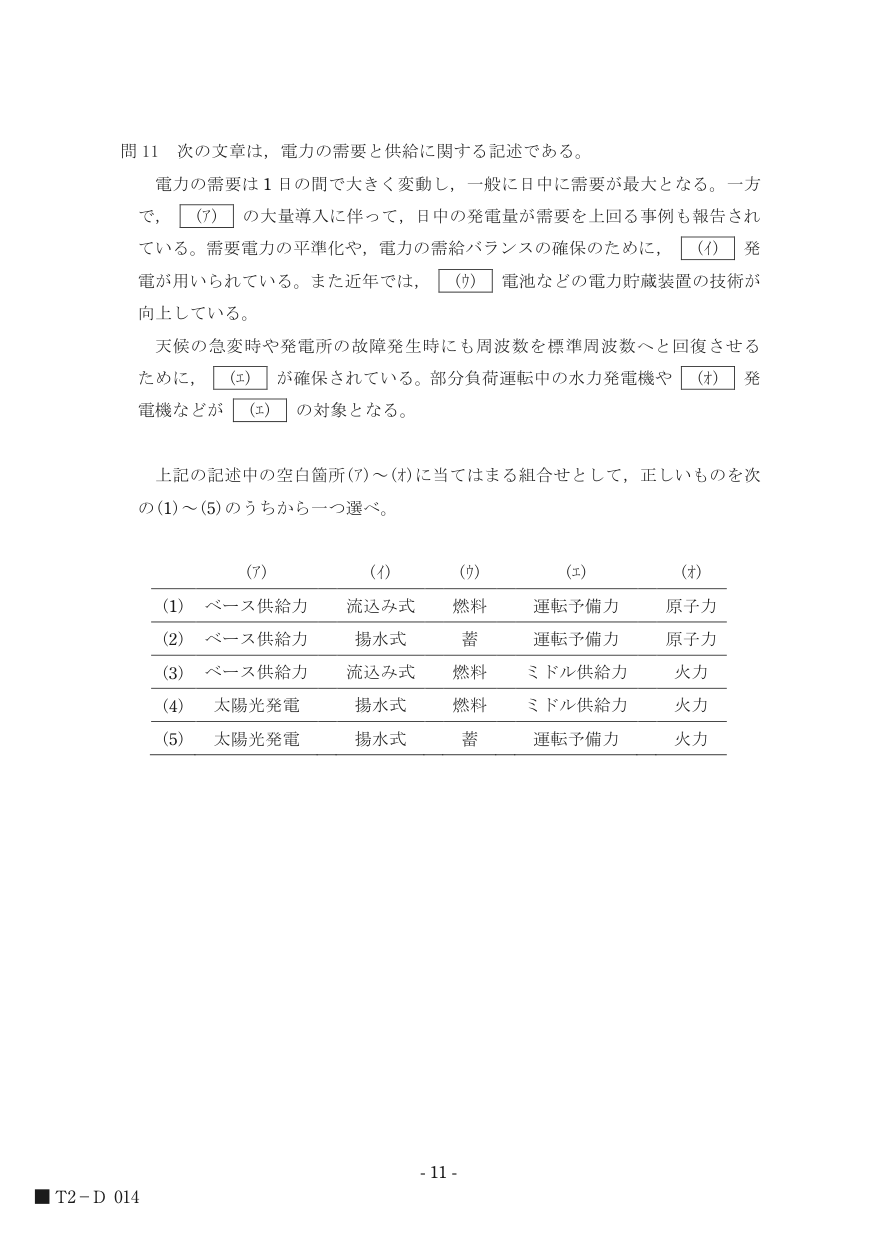 問 11　次の文章は，電力の需要と供給に関する記述である。
電力の需要は 1 日の間で大きく変動し，一般に日中に需要が最大となる。一方
で，(ｱ) の大量導入に伴って，日中の発電量が需要を上回る事例も報告され
ている。需要電力の平準化や，電力の需給バランスの確保のために，(ｲ) 発
電が用いられている。また近年では，(ｳ) 電池などの電力貯蔵装置の技術が
向上している。
天候の急変時や発電所の故障発生時にも周波数を標準周波数へと回復させる
ために，(ｴ) が確保されている。部分負荷運転中の水力発電機や (ｵ) 発
電機などが (ｴ) の対象となる。
上記の記述中の空白箇所(ｱ)～(ｵ)に当てはまる組合せとして，正しいものを次
の(1)～(5)のうちから一つ選べ。
(ｱ) (ｲ) (ｳ) (ｴ) (ｵ)
(1) ベース供給力 流込み式 燃料 運転予備力 原子力
(2) ベース供給力 揚水式 蓄 運転予備力 原子力
(3) ベース供給力 流込み式 燃料 ミドル供給力 火力
(4) 太陽光発電 揚水式 燃料 ミドル供給力 火力
(5) 太陽光発電 揚水式 蓄 運転予備力 火力
- 11 -
■ T2－D 014